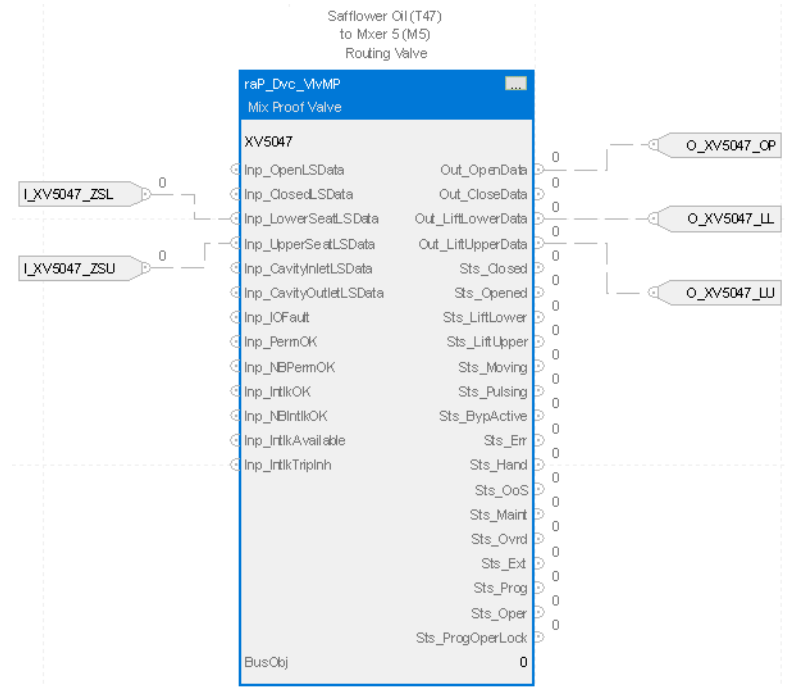 Safflower Oil (T47)
to Mxer 5 (M5)
Routing Valve
raP_Dvc_VlvMP
...
Mix Proof Valve
XV5047
O_XV5047_OP
0
Inp_OpenLSData
Out_OpenData
0
I_XV5047_ZSL
0
Inp_ClosedLSData
Out_CloseData
0
Inp_LowerSeatLSData
Out_LiftLowerData
O_XV5047_LL
0
Inp_UpperSeatLSData
Out_LiftUpperData
0
I_XV5047_ZSU
0
Inp_CavityInletLSData
Sts_Closed
0
Inp_CavityOutletLSData
Sts_Opened
O_XV5047_LU
0
Inp_IOFault
Sts_LiftLower
0
Inp_PermOK
Sts_LiftUpper
0
Inp_NBPermOK
Sts_Moving
0
Inp_IntlkOK
Sts_Pulsing
0
Inp_NBIntlkOK
Sts_BypActive
0
Inp_IntlkAvailable
Sts_Err
0
Inp_IntlkTripInh
Sts_Hand
0
Sts_OoS
0
Sts_Maint
0
Sts_Ovrd
0
Sts_Ext
0
Sts_Prog
0
Sts_Oper
0
Sts_ProgOperLock
BusObj
0